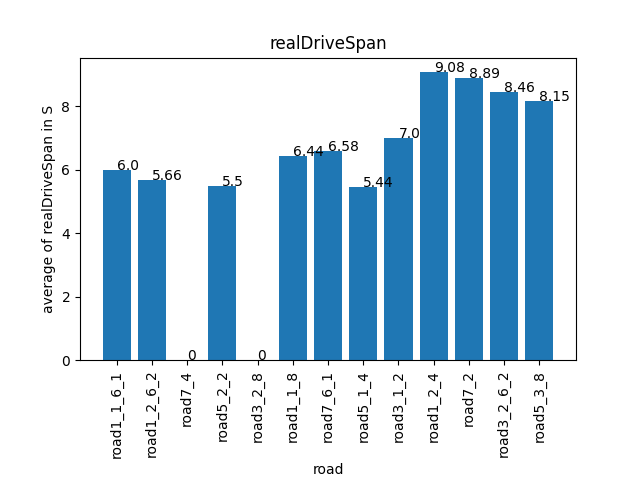 realDriveSpan
average of realDriveSpan in S
8
6
4
2
0
6.0
5.66
0
5.5
0
6.44
6.58
5.44
7.0
9.08
8.89
8.46
8.15
road1_1_6_1
road1_2_6_2
road7_4
road5_2_2
road3_2_8
road1_1_8
road7_6_1
road5_1_4
road3_1_2
road1_2_4
road7_2
road3_2_6_2
road5_3_8
road